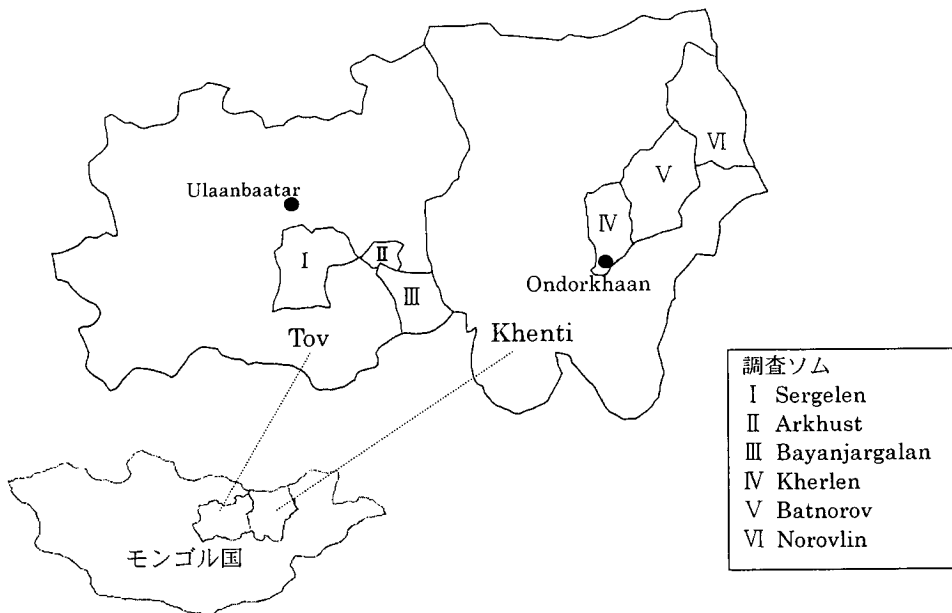 Ulaanbaatar
I
II
III
Tov
Khenti
IV
V
VI
Ondorkhaan
調査ソム
I Sergelen
II Arkhust
III Bayanjargalan
IV Kherlen
V Batnorov
VI Norovlin
モンゴル国